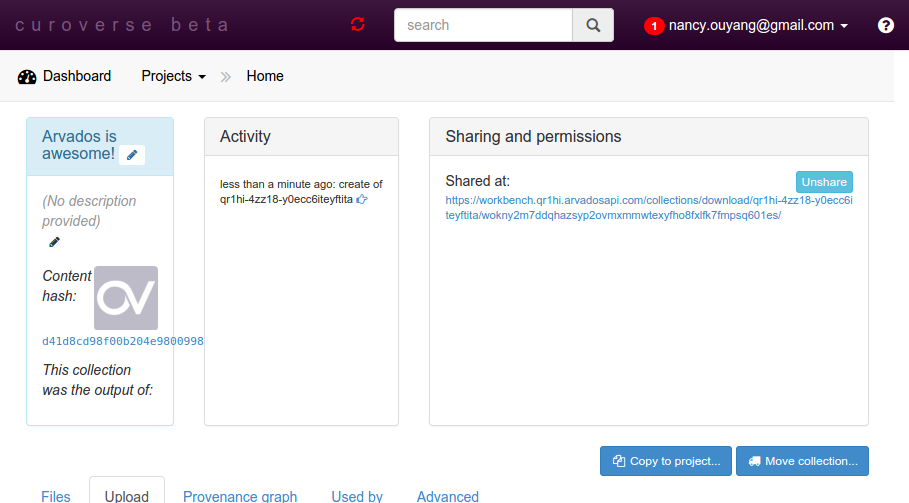 curoverse beta
search
1 nancy.ouyang@gmail.com
?
Dashboard Projects » Home
Arvados is
awesome!
(No description
provided)
Content
hash:
OV
d41d8cd98f00b204e9800998
This collection
was the output of:
Activity
less than a minute ago: create of
qr1hi-4zz18-y0ecc6iteyftita
Sharing and permissions
Shared at:
Unshare
https://workbench.qr1hi.arvadosapi.com/collections/download/qr1hi-4zz18-y0ecc6i
teyftita/wokny2m7ddqhazsyp2ovmxmmwtexyfho8fxlfk7fmpsq601es/
Copy to project... Move collection...
Files Upload Provenance graph Used by Advanced